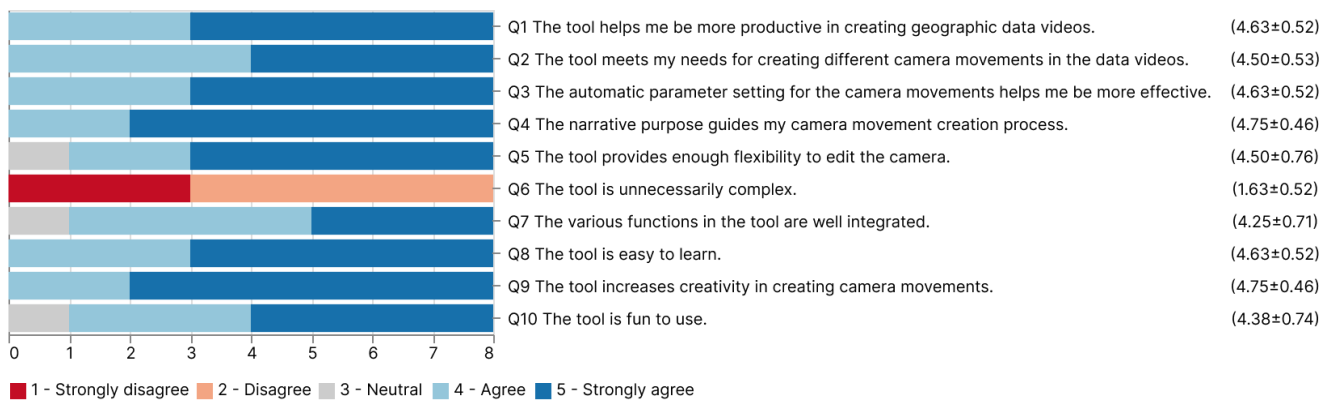 Q1 The tool helps me be more productive in creating geographic data videos. (4.63±0.52)
Q2 The tool meets my needs for creating different camera movements in the data videos. (4.50±0.53)
Q3 The automatic parameter setting for the camera movements helps me be more effective. (4.63±0.52)
Q4 The narrative purpose guides my camera movement creation process. (4.75±0.46)
Q5 The tool provides enough flexibility to edit the camera. (4.50±0.76)
Q6 The tool is unnecessarily complex. (1.63±0.52)
Q7 The various functions in the tool are well integrated. (4.25±0.71)
Q8 The tool is easy to learn. (4.63±0.52)
Q9 The tool increases creativity in creating camera movements. (4.75±0.46)
Q10 The tool is fun to use. (4.38±0.74)
0 1 2 3 4 5 6 7 8
1 - Strongly disagree 2 - Disagree 3 - Neutral 4 - Agree 5 - Strongly agree